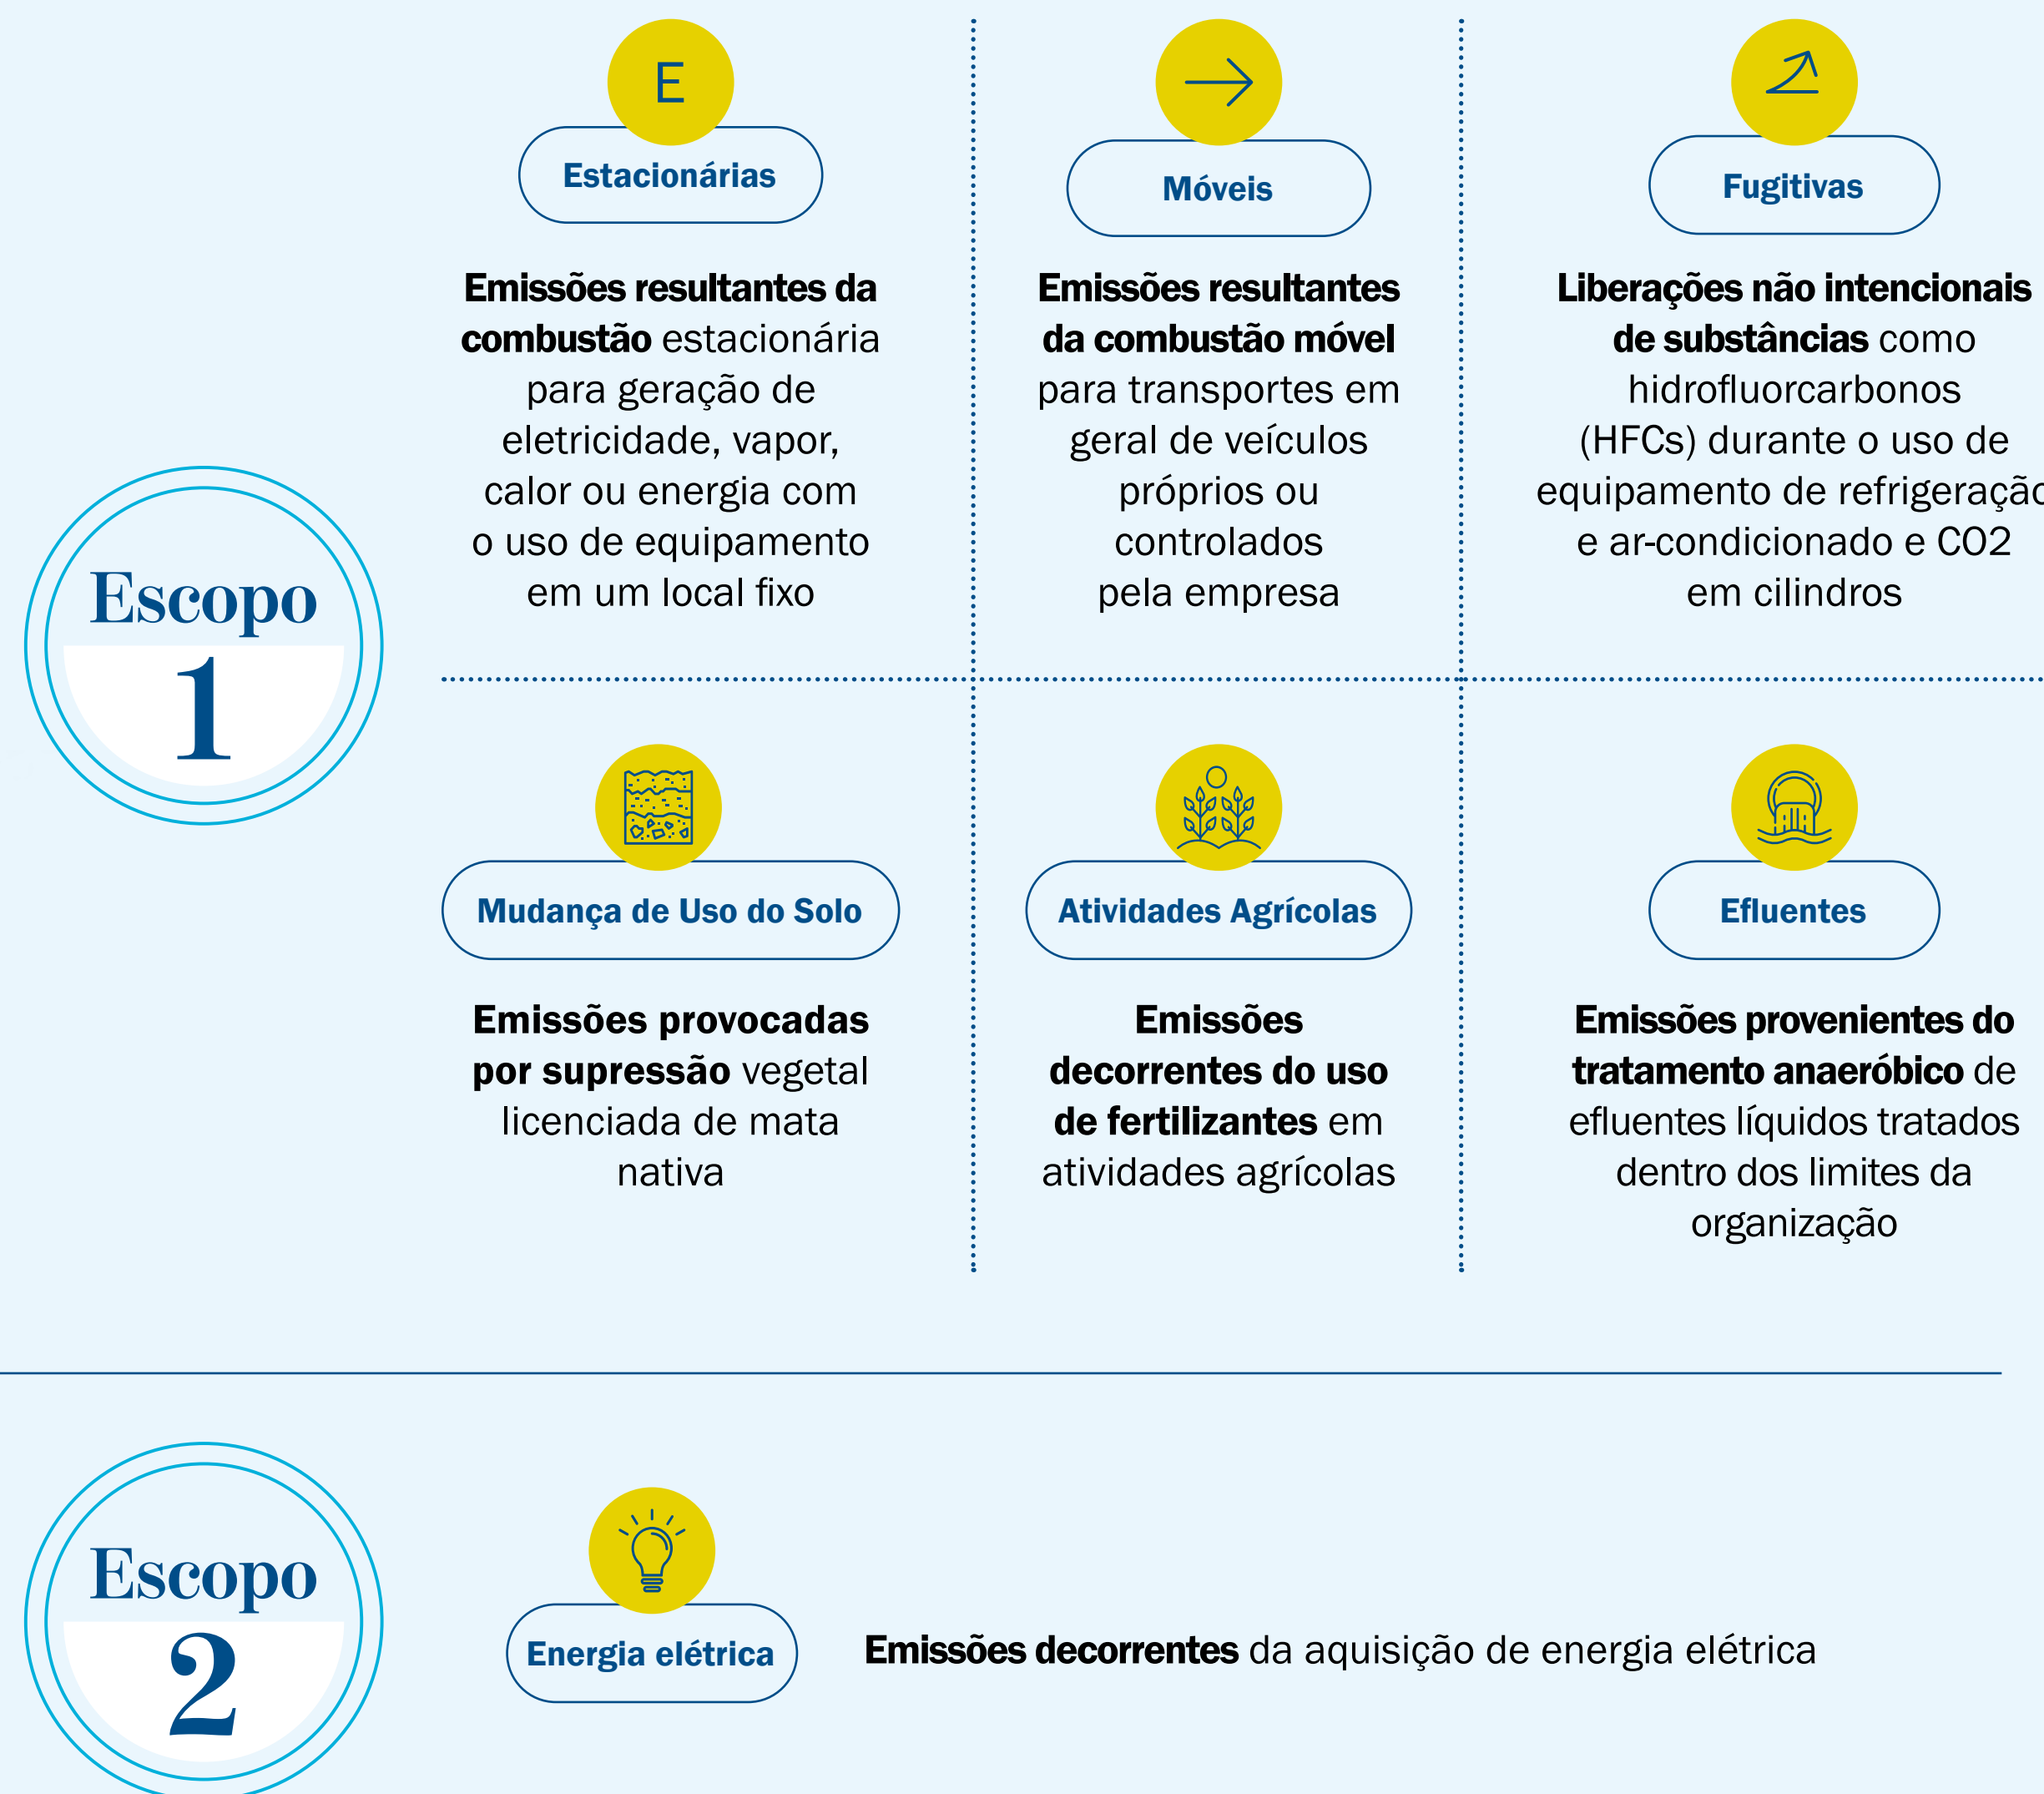 Escopo
1
E
Estacionárias
Emissões resultantes da
combustão estacionária
para geração de
eletricidade, vapor,
calor ou energia com
o uso de equipamento
em um local fixo
Móveis
Emissões resultantes
da combustão móvel
para transportes em
geral de veículos
próprios ou
controlados
pela empresa
Fugitivas
Liberações não intencionais
de substâncias como
hidrofluorcarbonos
(HFCs) durante o uso de
equipamento de refrigeração
e ar-condicionado e CO2
em cilindros
Mudança de Uso do Solo
Emissões provocadas
por supressão vegetal
licenciada de mata
nativa
Atividades Agrícolas
Emissões
decorrentes do uso
de fertilizantes em
atividades agrícolas
Efluentes
Emissões provenientes do
tratamento anaeróbico de
efluentes líquidos tratados
dentro dos limites da
organização
Escopo
2
Energia elétrica
Emissões decorrentes da aquisição de energia elétrica